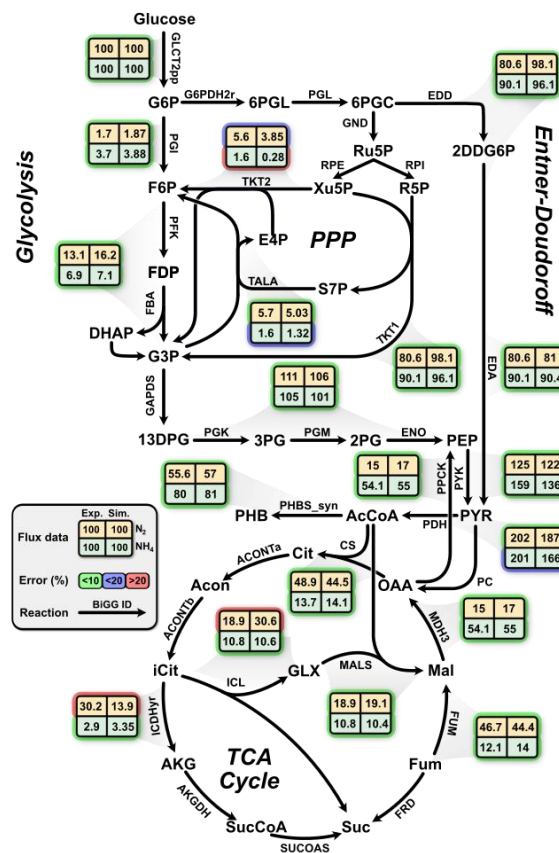 Glucose
GLCT2pp
100 100
100 100
80.6 98.1
90.1 96.1
G6P
G6PDH2r
6PGL
PGL
6PGC
EDD
GND
1.7 1.87
3.7 3.88
PGI
5.6 3.85
1.6 0.28
Ru5P
2DDG6P
RPE
RPI
F6P
TKT2
Xu5P
R5P
Glycolysis
Entner-Doudoroff
PPP
PFK
E4P
13.1 16.2
6.9 7.1
FDP
TALA
S7P
FBA
5.7 5.03
1.6 1.32
DHAP
TKT1
G3P
80.6 98.1
90.1 96.1
EDA
80.6 81
90.1 90.4
GAPDS
111 106
105 101
13DPG
PGK
3PG
PGM
2PG
ENO
PEP
55.6 57
80 81
15 17
54.1 55
PPCK
PYK
125 122
159 136
PHB
PHBS_syn
AcCoA
PDH
PYR
202 187
201 166
Exp. Sim.
Flux data
100 100 N2
100 100 NH4
Error (%)
<10 <20 >20
Reaction
BiGG ID
Cit
CS
ACONTa
OAA
PC
Acon
48.9 44.5
13.7 14.1
ACONTb
MDH3
15 17
54.1 55
18.9 30.6
10.8 10.6
iCit
ICL
GLX
MALS
Mal
30.2 13.9
2.9 3.35
ICDHyr
18.9 19.1
10.8 10.4
FUM
46.7 44.4
12.1 14
TCA
Cycle
AKG
Fum
AKGDH
FRD
SucCoA
SUCOAS
Suc